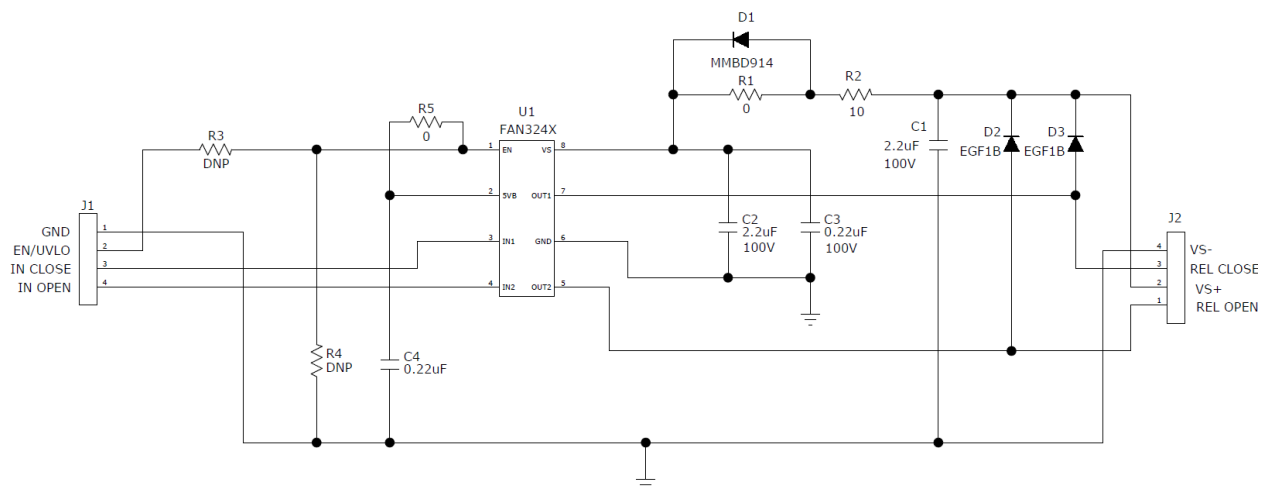 D1
MMBD914
R1
0
R2
10
U1
FAN324X
R5
0
R3
DNP
C1
2.2uF
100V
D2
EGF1B
D3
EGF1B
1 EN VS 8
2 5VB OUT1 7
3 IN1 GND 6
4 IN2 OUT2 5
C2
2.2uF
100V
C3
0.22uF
100V
J1
GND 1
EN/UVLO 2
IN CLOSE 3
IN OPEN 4
J2
4 VS-
3 REL CLOSE
2 VS+
1 REL OPEN
R4
DNP
C4
0.22uF